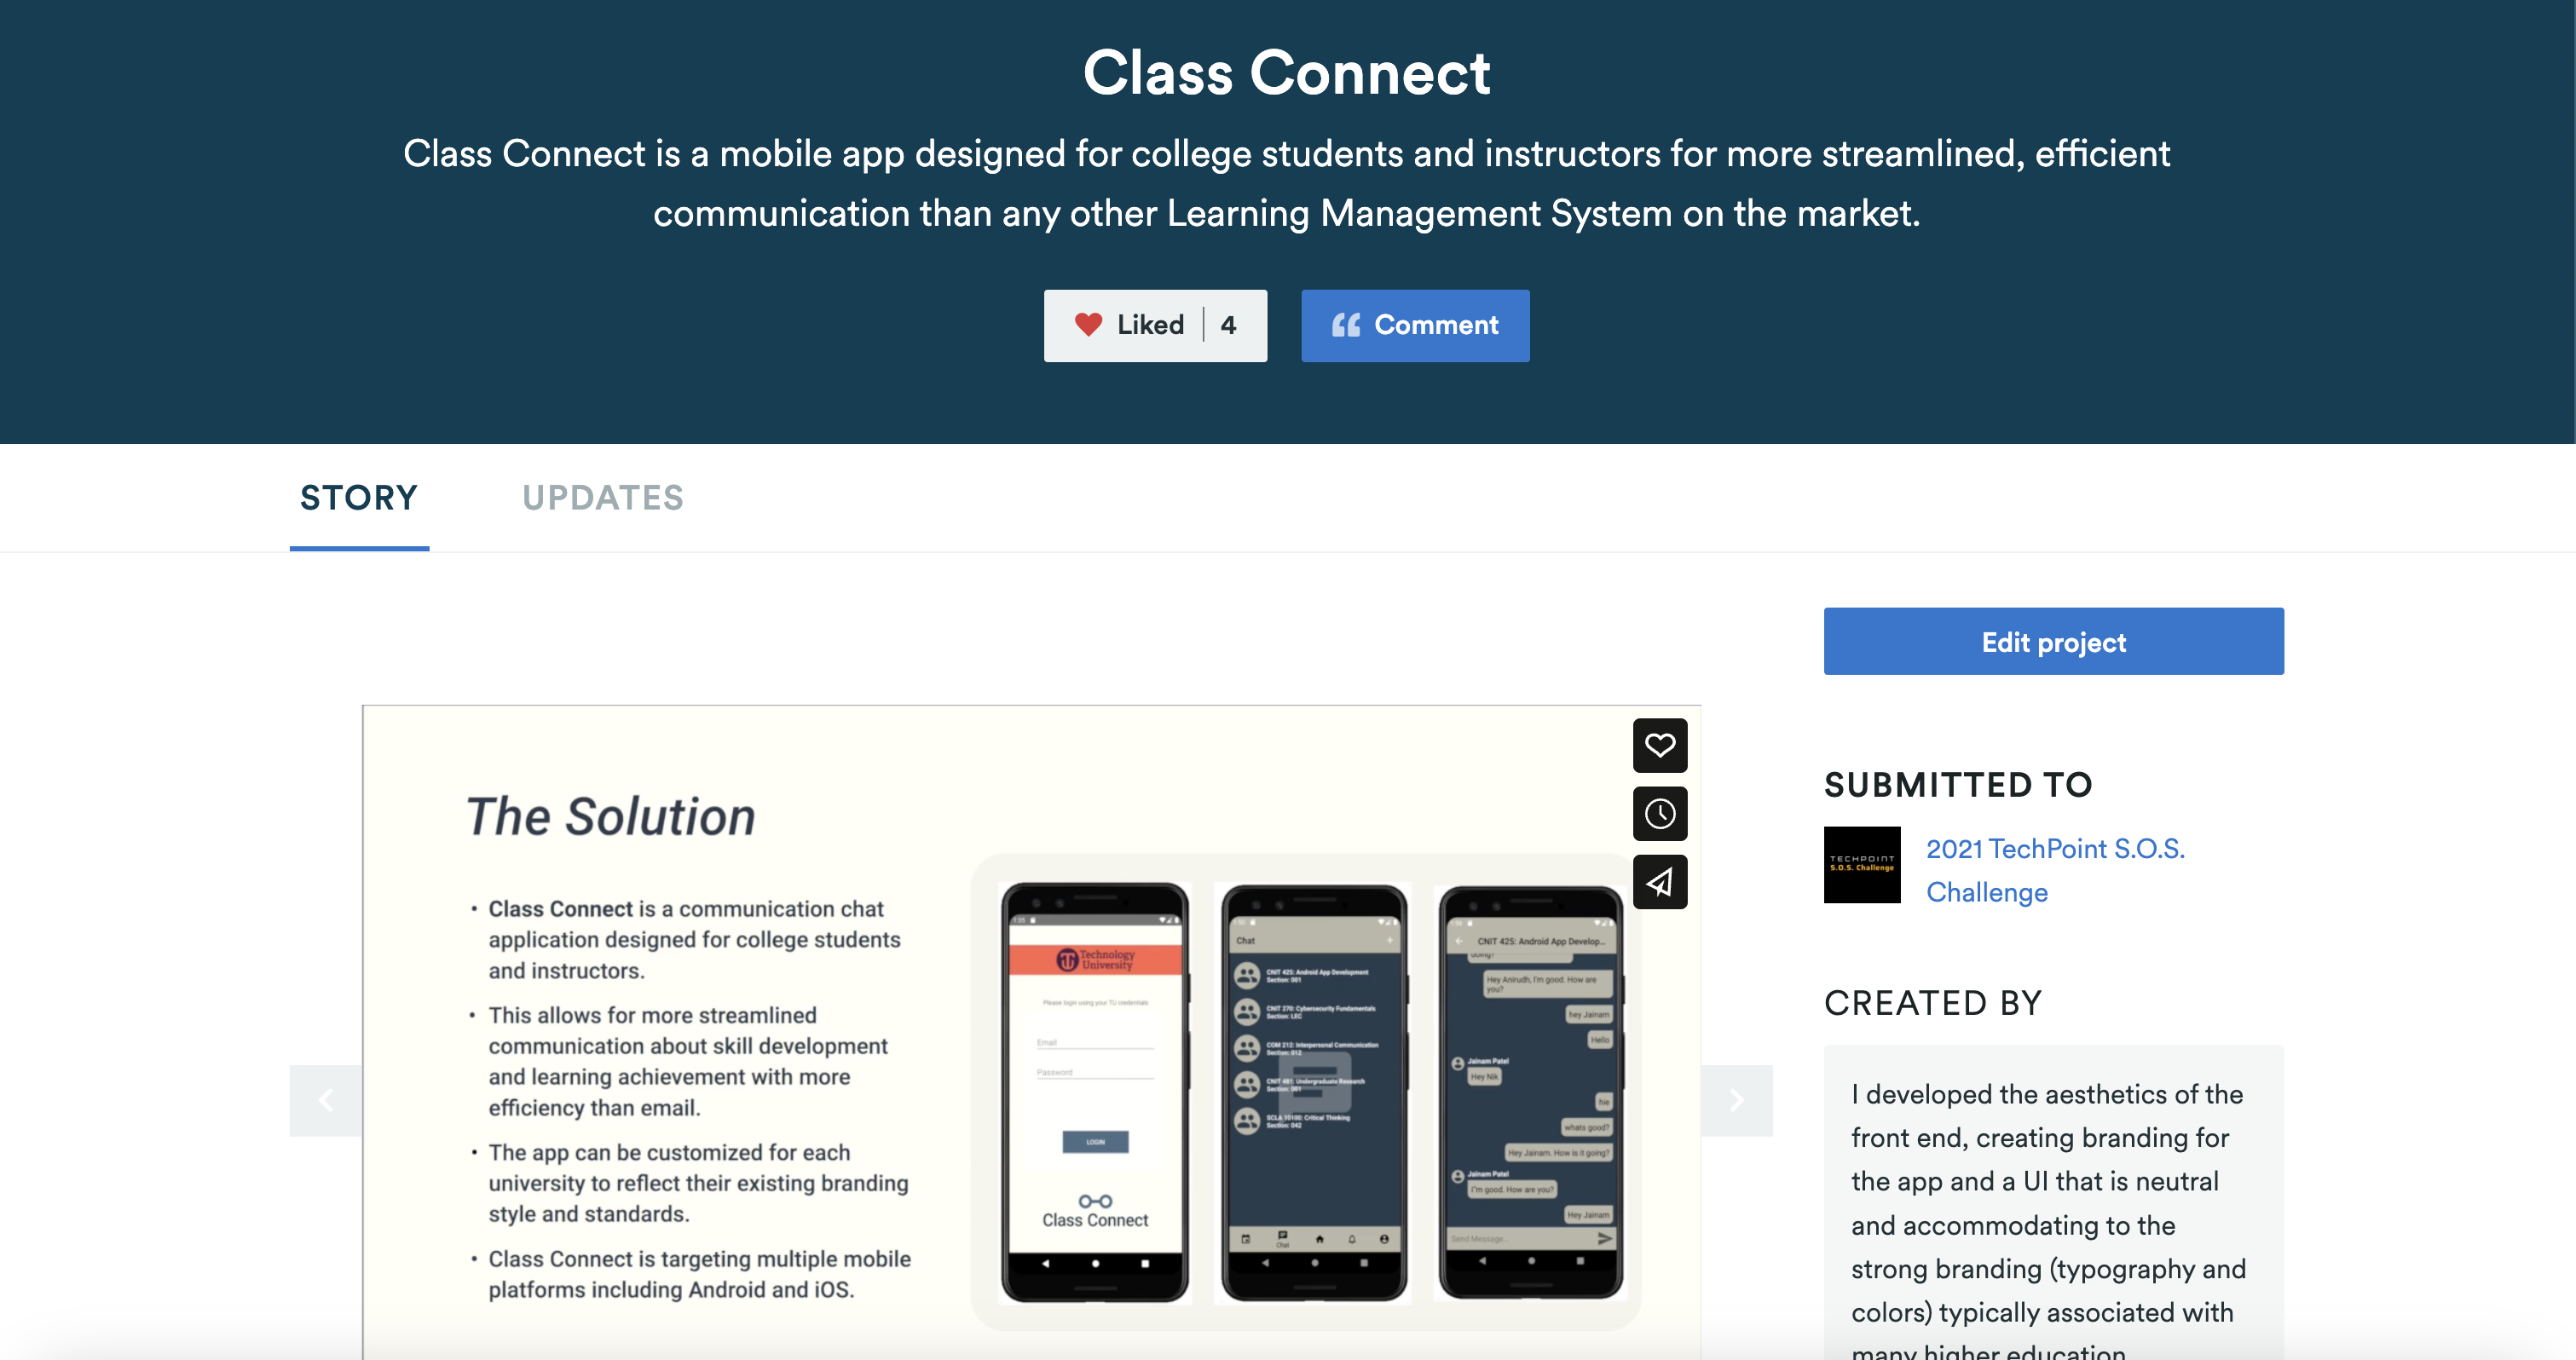 Class Connect
Class Connect is a mobile app designed for college students and instructors for more streamlined, efficient
communication than any other Learning Management System on the market.
Liked 4
Comment
STORY
UPDATES
Edit project
SUBMITTED TO
TECHPOINT
S.O.S. Challenge
2021 TechPoint S.O.S.
Challenge
CREATED BY
I developed the aesthetics of the
front end, creating branding for
the app and a UI that is neutral
and accommodating to the
strong branding (typography and
colors) typically associated with
many higher education
The Solution
• Class Connect is a communication chat
application designed for college students
and instructors.
• This allows for more streamlined
communication about skill development
and learning achievement with more
efficiency than email.
• The app can be customized for each
university to reflect their existing branding
style and standards.
• Class Connect is targeting multiple mobile
platforms including Android and iOS.
Technology
University
Please login using your TU credentials
Email
Password
LOGIN
Class Connect
Chat
CNIT 425: Android App Development
Section: 001
CNIT 270: Cybersecurity Fundamentals
Section: LEC
COM 212: Interpersonal Communication
Section: 012
CNIT 481: Undergraduate Research
Section: 001
Critical Thinking
Section: 042
Chat
CNIT 425: Android App Develop...
going?
Hey Anirudh, I'm good. How are
you?
hey Jainam
Hello
Jainam Patel
Hey Nik
hie
whats good?
Hey Jainam. How is it going?
Jainam Patel
I'm good. How are you?
Hey Jainam
Send Message...